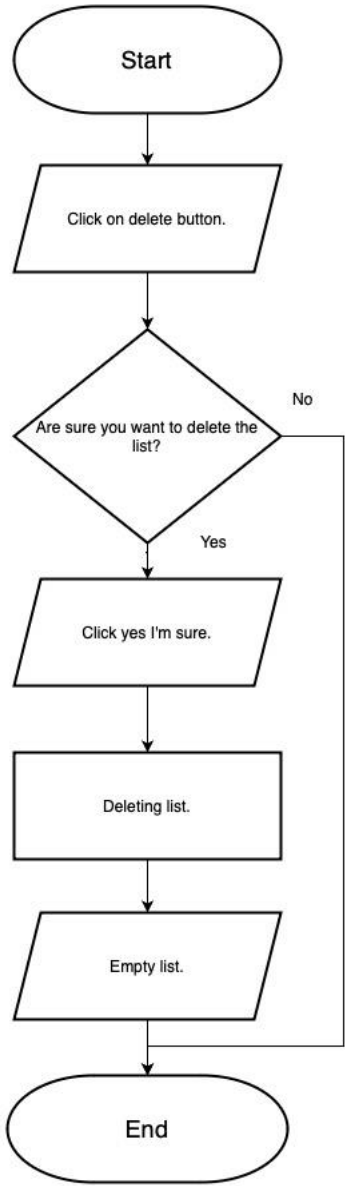 Start
Click on delete button.
Are sure you want to delete the
list?
No
Yes
Click yes I'm sure.
Deleting list.
Empty list.
End